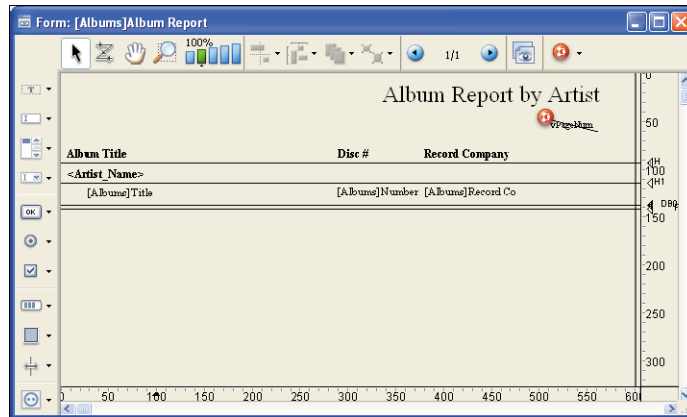 Form: [Albums]Album Report
100%
1/1
Album Report by Artist
vPageNum
Album Title Disc # Record Company
<Artist_Name>
[Albums]Title [Albums]Number [Albums]Record Co
OK
0 50 100 150 200 250 300 350 400 450 500 550 600
0
50
100
150
200
250
300
H
H1